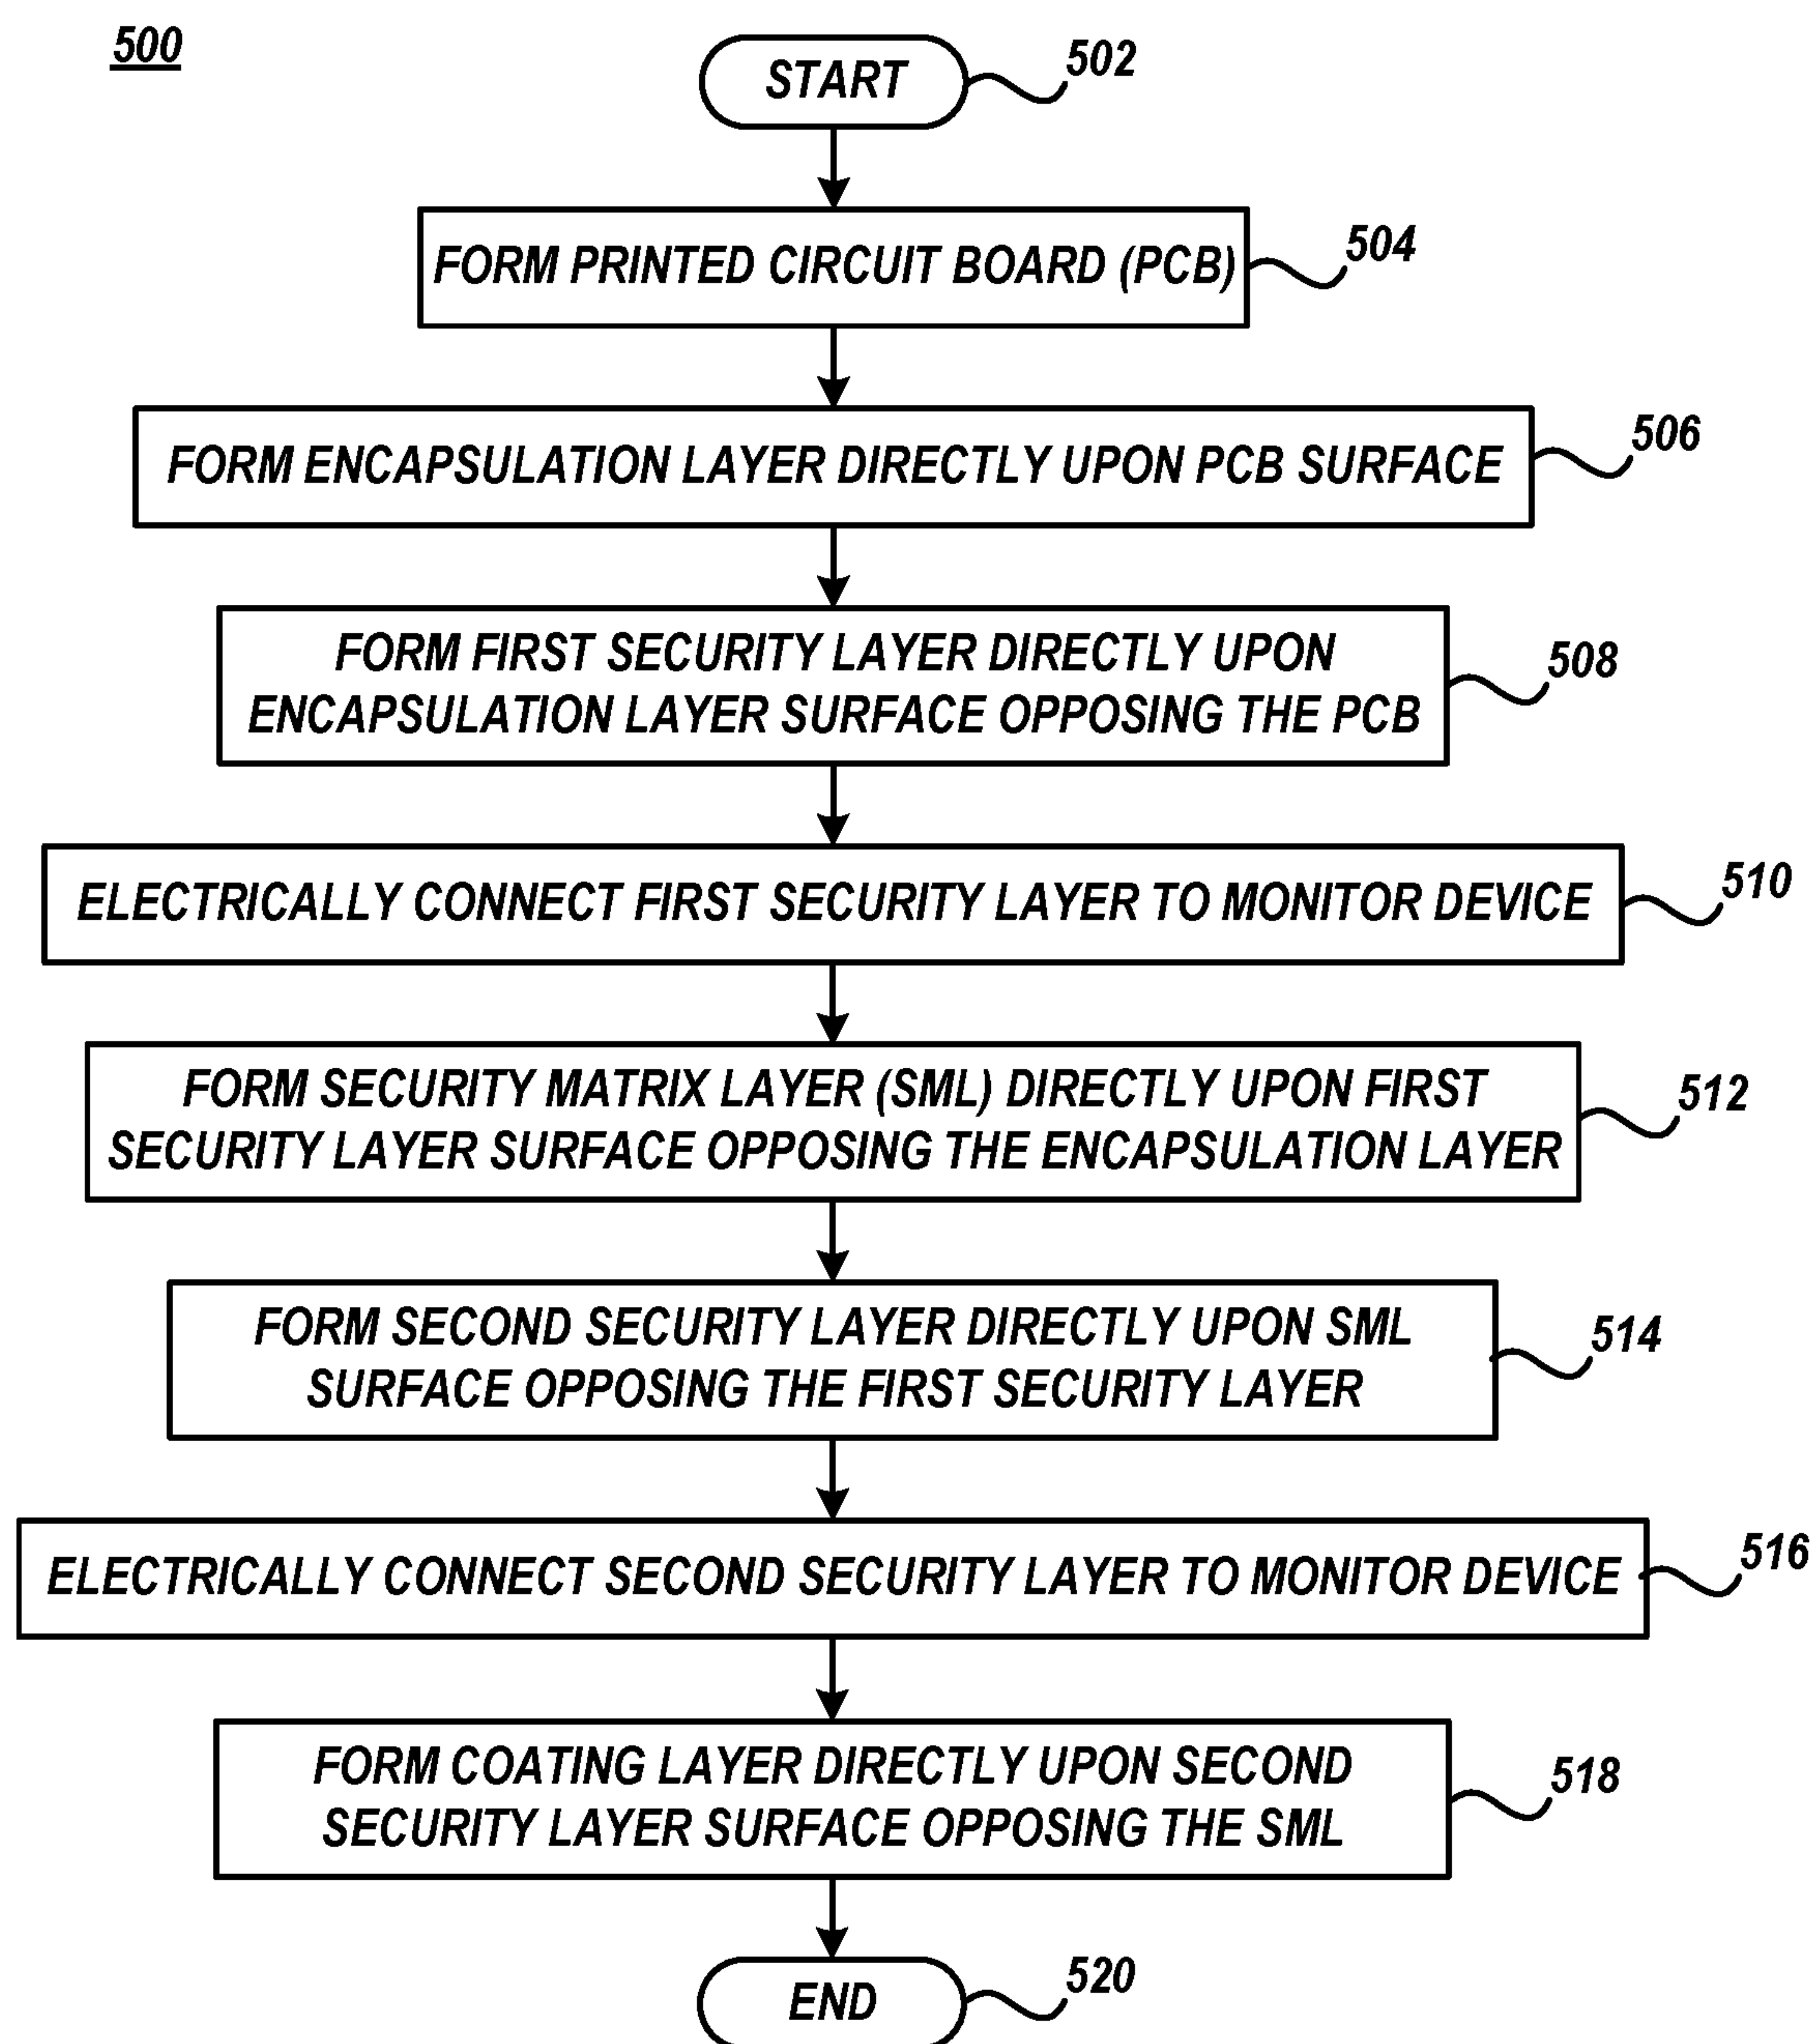 500
START
502
FORM PRINTED CIRCUIT BOARD (PCB)
504
FORM ENCAPSULATION LAYER DIRECTLY UPON PCB SURFACE
506
FORM FIRST SECURITY LAYER DIRECTLY UPON
ENCAPSULATION LAYER SURFACE OPPOSING THE PCB
508
ELECTRICALLY CONNECT FIRST SECURITY LAYER TO MONITOR DEVICE
510
FORM SECURITY MATRIX LAYER (SML) DIRECTLY UPON FIRST
SECURITY LAYER SURFACE OPPOSING THE ENCAPSULATION LAYER
512
FORM SECOND SECURITY LAYER DIRECTLY UPON SML
SURFACE OPPOSING THE FIRST SECURITY LAYER
514
ELECTRICALLY CONNECT SECOND SECURITY LAYER TO MONITOR DEVICE
516
FORM COATING LAYER DIRECTLY UPON SECOND
SECURITY LAYER SURFACE OPPOSING THE SML
518
END
520